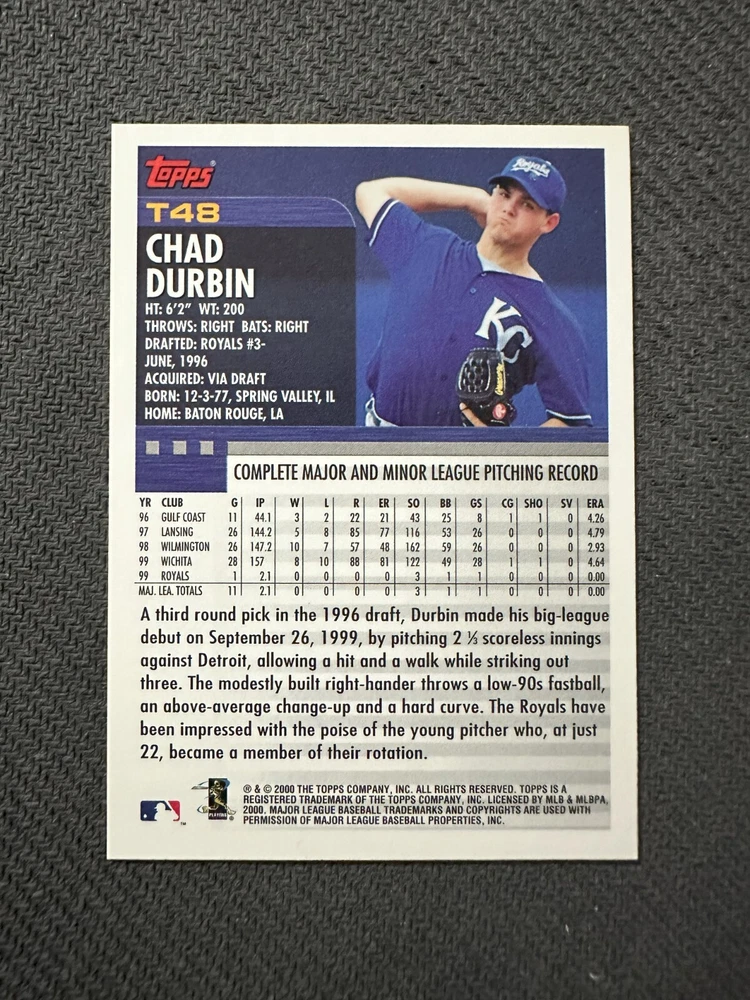 Topps®
T48
CHAD
DURBIN
HT: 6'2" WT: 200
THROWS: RIGHT BATS: RIGHT
DRAFTED: ROYALS #3-
JUNE, 1996
ACQUIRED: VIA DRAFT
BORN: 12-3-77, SPRING VALLEY, IL
HOME: BATON ROUGE, LA
Royals
KC
COMPLETE MAJOR AND MINOR LEAGUE PITCHING RECORD
YR CLUB G IP W L R ER SO BB GS CG SHO SV ERA
96 GULF COAST 11 44.1 3 2 22 21 43 25 8 1 1 0 4.26
97 LANSING 26 144.2 5 8 85 77 116 53 26 0 0 0 4.79
98 WILMINGTON 26 147.2 10 7 57 48 162 59 26 0 0 0 2.93
99 WICHITA 28 157 8 10 88 81 122 49 28 1 1 0 4.64
99 ROYALS 1 2.1 0 0 0 0 3 1 1 0 0 0 0.00
MAJ. LEA. TOTALS 11 2.1 0 0 0 0 3 1 1 0 0 0 0.00
A third round pick in the 1996 draft, Durbin made his big-league
debut on September 26, 1999, by pitching 2 ⅓ scoreless innings
against Detroit, allowing a hit and a walk while striking out
three. The modestly built right-hander throws a low-90s fastball,
an above-average change-up and a hard curve. The Royals have
been impressed with the poise of the young pitcher who, at just
22, became a member of their rotation.
PLAYERS
® & © 2000 THE TOPPS COMPANY, INC. ALL RIGHTS RESERVED. TOPPS IS A
REGISTERED TRADEMARK OF THE TOPPS COMPANY, INC. LICENSED BY MLB & MLBPA,
2000. MAJOR LEAGUE BASEBALL TRADEMARKS AND COPYRIGHTS ARE USED WITH
PERMISSION OF MAJOR LEAGUE BASEBALL PROPERTIES, INC.
TM